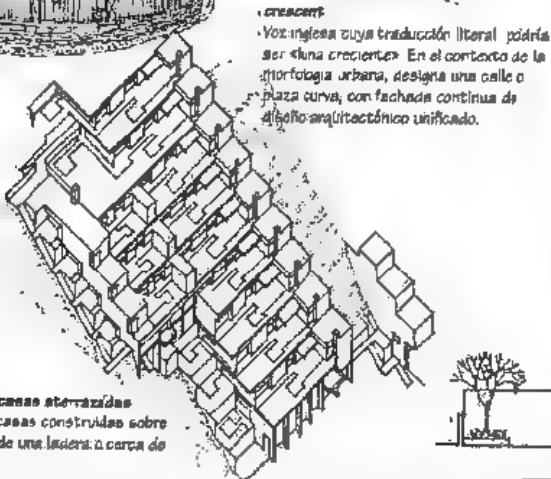 crescent
Voz inglesa cuya traducción literal podría
ser «luna creciente» En el contexto de la
morfología urbana, designa una calle o
plaza curva, con fachada continua de
diseño arquitectónico unificado.
casas aterrazadas
casas construidas sobre
de una ladera o cerca de